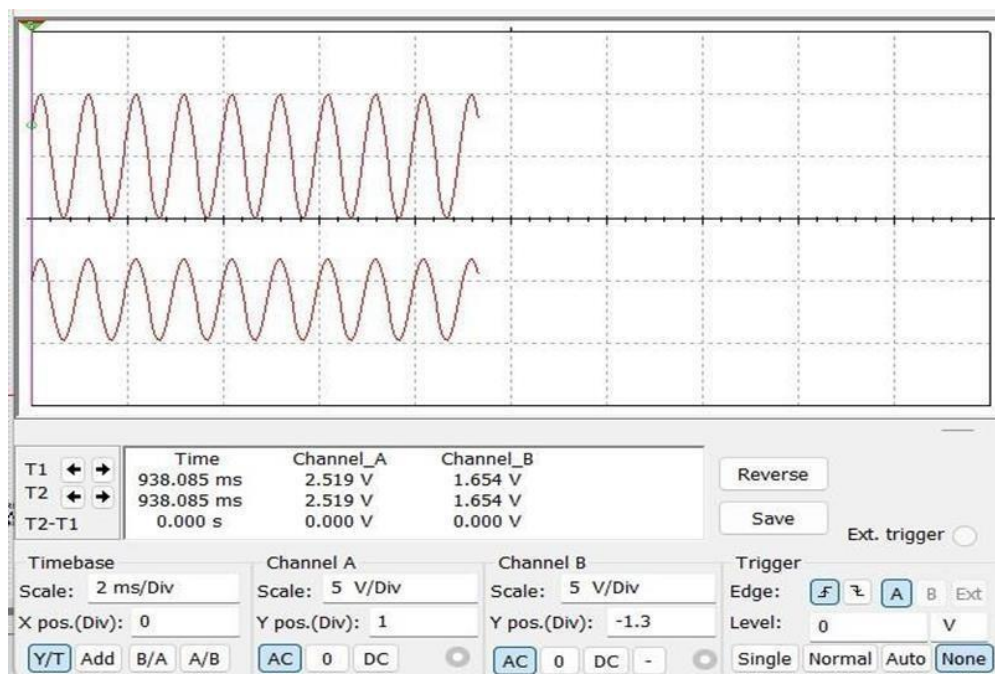 Time Channel_A Channel_B
T1 938.085 ms 2.519 V 1.654 V
T2 938.085 ms 2.519 V 1.654 V
T2-T1 0.000 s 0.000 V 0.000 V
Reverse
Save
Ext. trigger
Timebase
Scale: 2 ms/Div
X pos.(Div): 0
Y/T Add B/A A/B
Channel A
Scale: 5 V/Div
Y pos.(Div): 1
AC 0 DC
Channel B
Scale: 5 V/Div
Y pos.(Div): -1.3
AC 0 DC -
Trigger
Edge: A B Ext
Level: 0 V
Single Normal Auto None